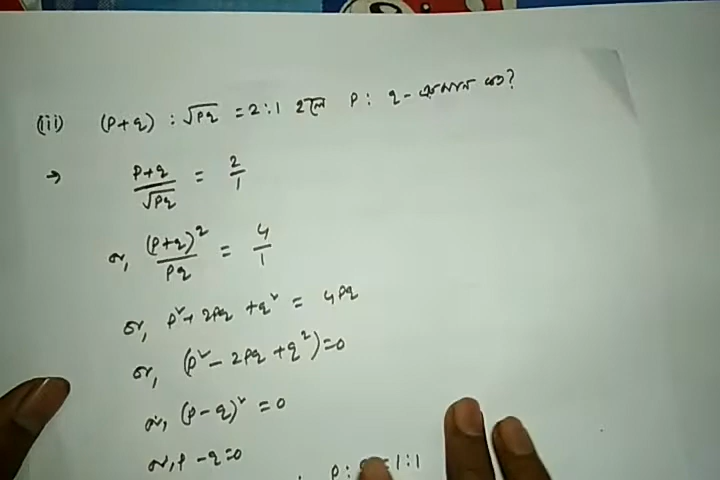 (iii) (p+q) : √pq = 2:1 হলে p : q-এর মান কত?
→ p+q/√pq = 2/1
বা, (p+q)²/pq = 4/1
বা, p²+ 2pq +q² = 4pq
বা, (p²- 2pq +q²)=0
বা, (p-q)² =0
বা, p -q=0
p: = 1:1